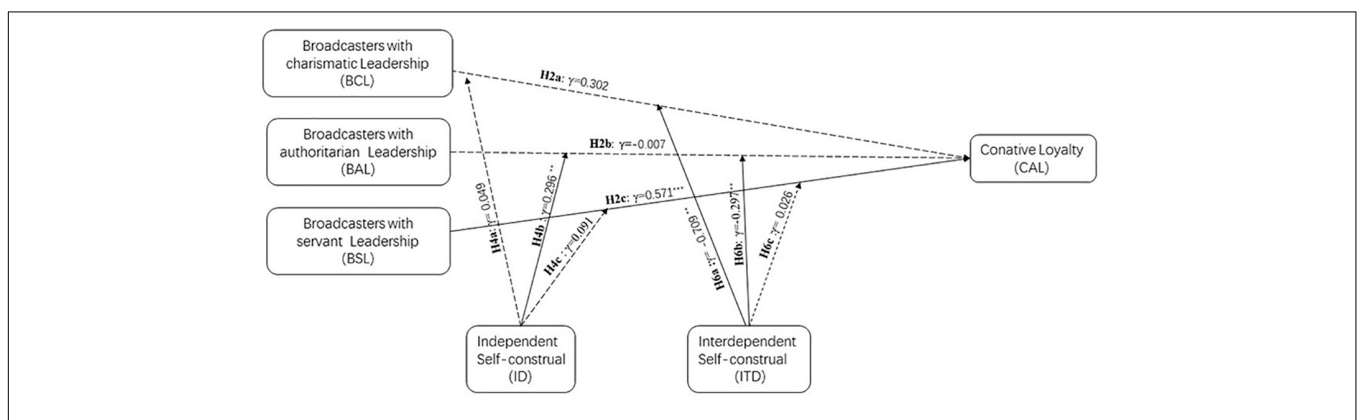 Broadcasters with
charismatic Leadership
(BCL)
H2a: γ=0.302
Broadcasters with
authoritarian Leadership
(BAL)
H2b: γ=-0.007
Conative Loyalty
(CAL)
Broadcasters with
servant Leadership
(BSL)
H2c: γ=0.571***
H4a: γ= 0.049
H4b : γ=0.296 **
H4c : γ=0.091
H6a: γ= - 0.709 **
H6b: γ=-0.297**
H6c : γ= 0.026
Independent
Self-construal
(ID)
Interdependent
Self-construal
(ITD)